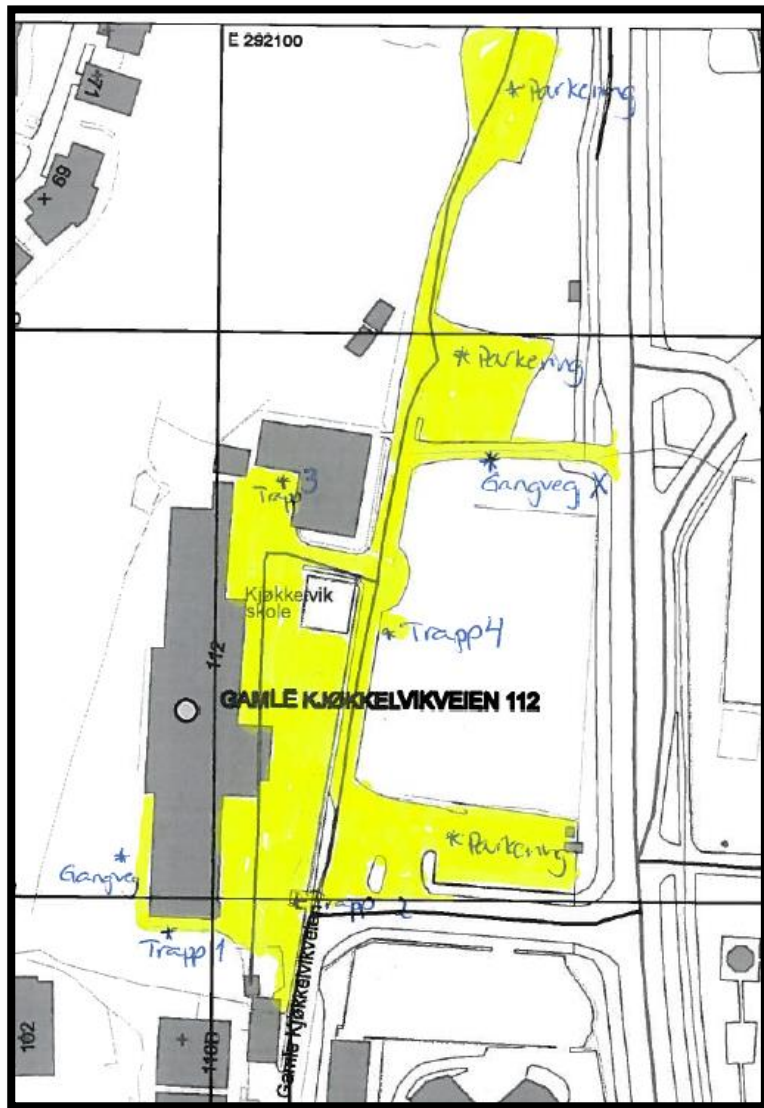 E 292100
71
* Parkering
69
* Parkering
* Gangveg X
* Trapp 3
Kjøkkelvik
skole
* Trapp 4
112
GAMLE KJØKKELVIKVEIEN 112
* Parkering
* Gangveg
Trapp 2
* Trapp 1
Gamle Kjøkkelvikveien
102
110B